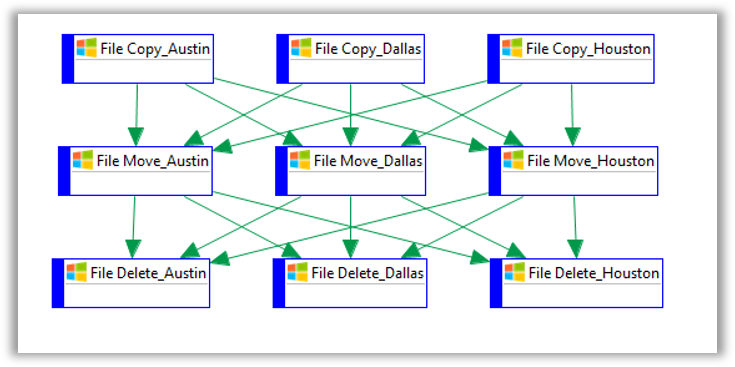 File Copy_Austin
File Copy_Dallas
File Copy_Houston
File Move_Austin
File Move_Dallas
File Move_Houston
File Delete_Austin
File Delete_Dallas
File Delete_Houston